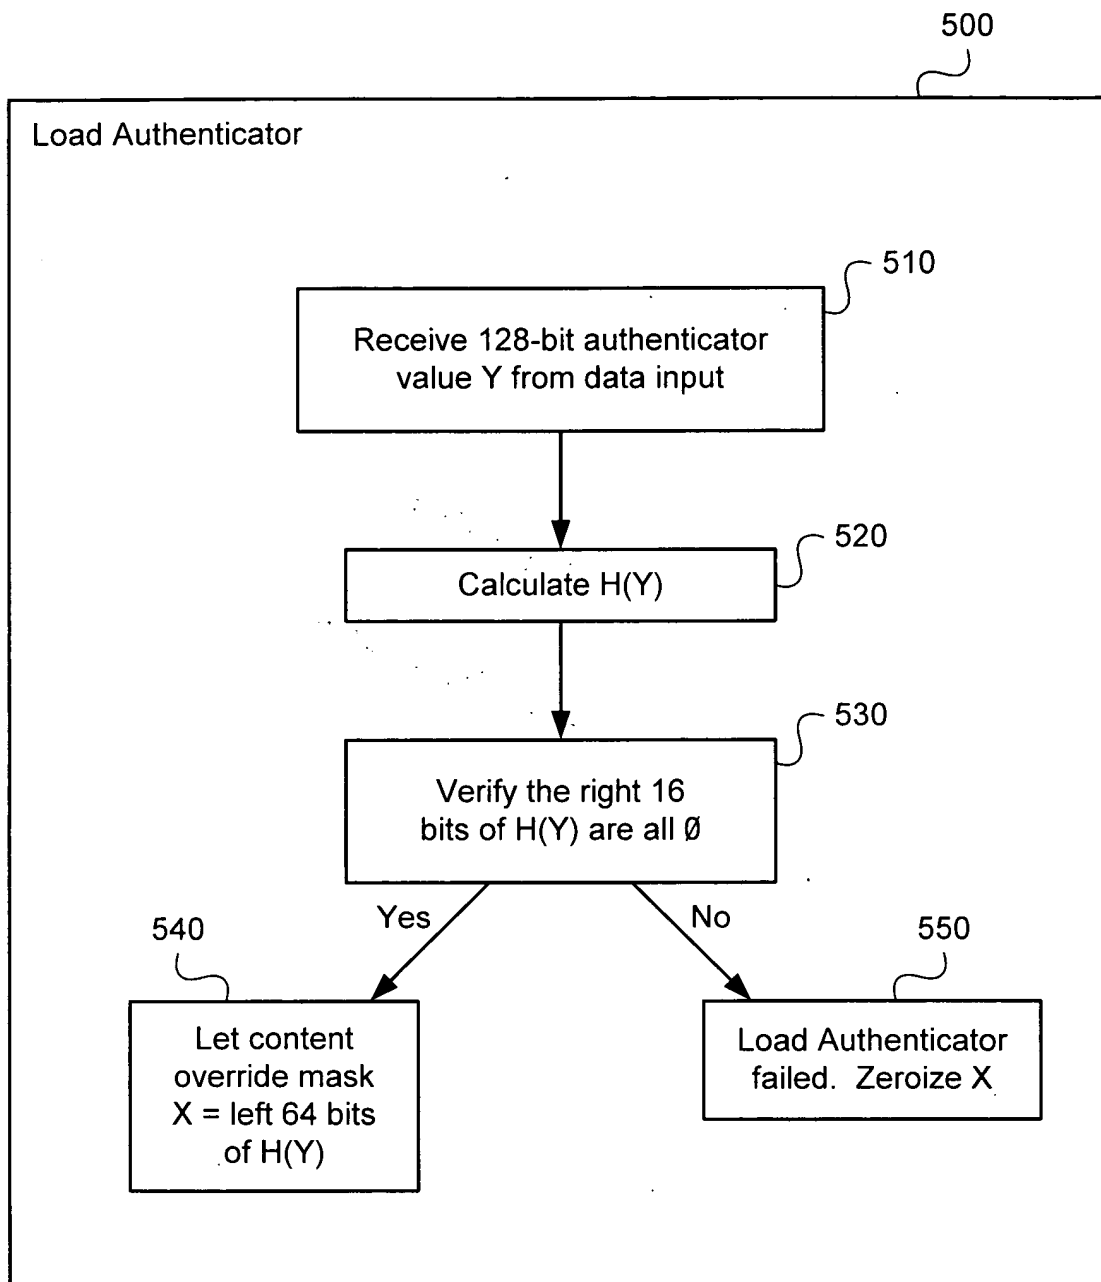 500
Load Authenticator
510
Receive 128-bit authenticator
value Y from data input
520
Calculate H(Y)
530
Verify the right 16
bits of H(Y) are all Ø
Yes
No
540
550
Let content
override mask
X = left 64 bits
of H(Y)
Load Authenticator
failed. Zeroize X